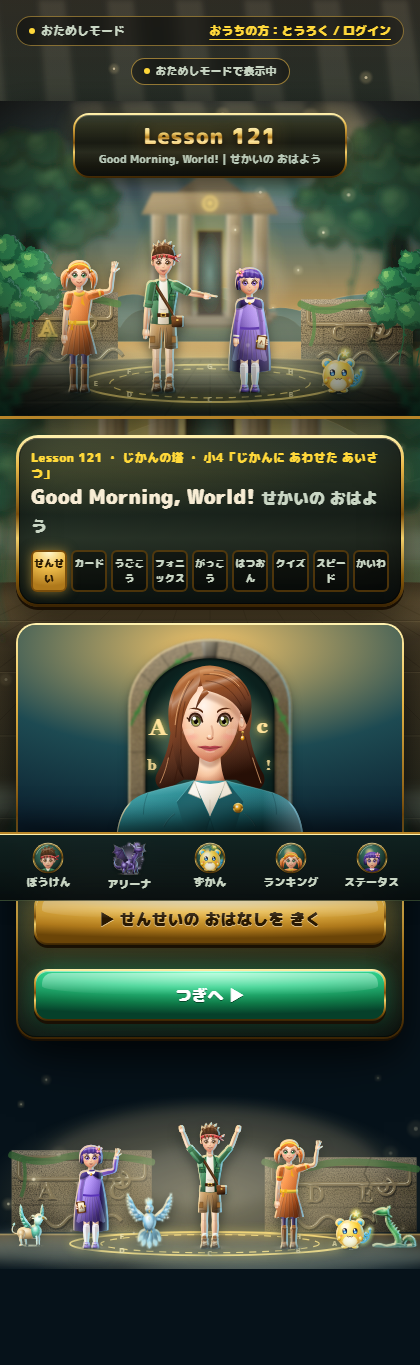 おためしモード
おうちの方：とうろく / ログイン
おためしモードで表示中
Lesson 121
Good Morning, World! | せかいの おはよう
A
C
Lesson 121 ・ じかんの塔 ・ 小4「じかんに あわせた あいさ
つ」
Good Morning, World! せかいの おはよ
う
せんせ
い
カード
うごこ
う
フォニ
ックス
がっこ
う
はつお
ん
クイズ
スピー
ド
かいわ
A
c
b
!
ぼうけん
アリーナ
ずかん
ランキング
ステータス
▶ せんせいの おはなしを きく
つぎへ ▶
A
C
D
E